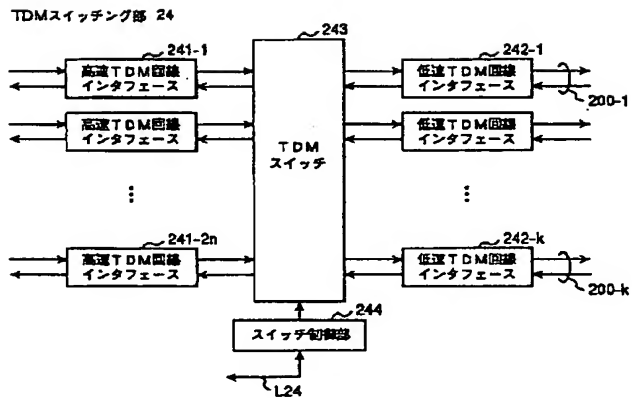 TDMスイッチング部 24
241-1
高速TDM回線
インタフェース
高速TDM回線
インタフェース
241-2n
高速TDM回線
インタフェース
243
TDM
スイッチ
242-1
低速TDM回線
インタフェース
200-1
低速TDM回線
インタフェース
242-k
低速TDM回線
インタフェース
200-k
244
スイッチ制御部
L24